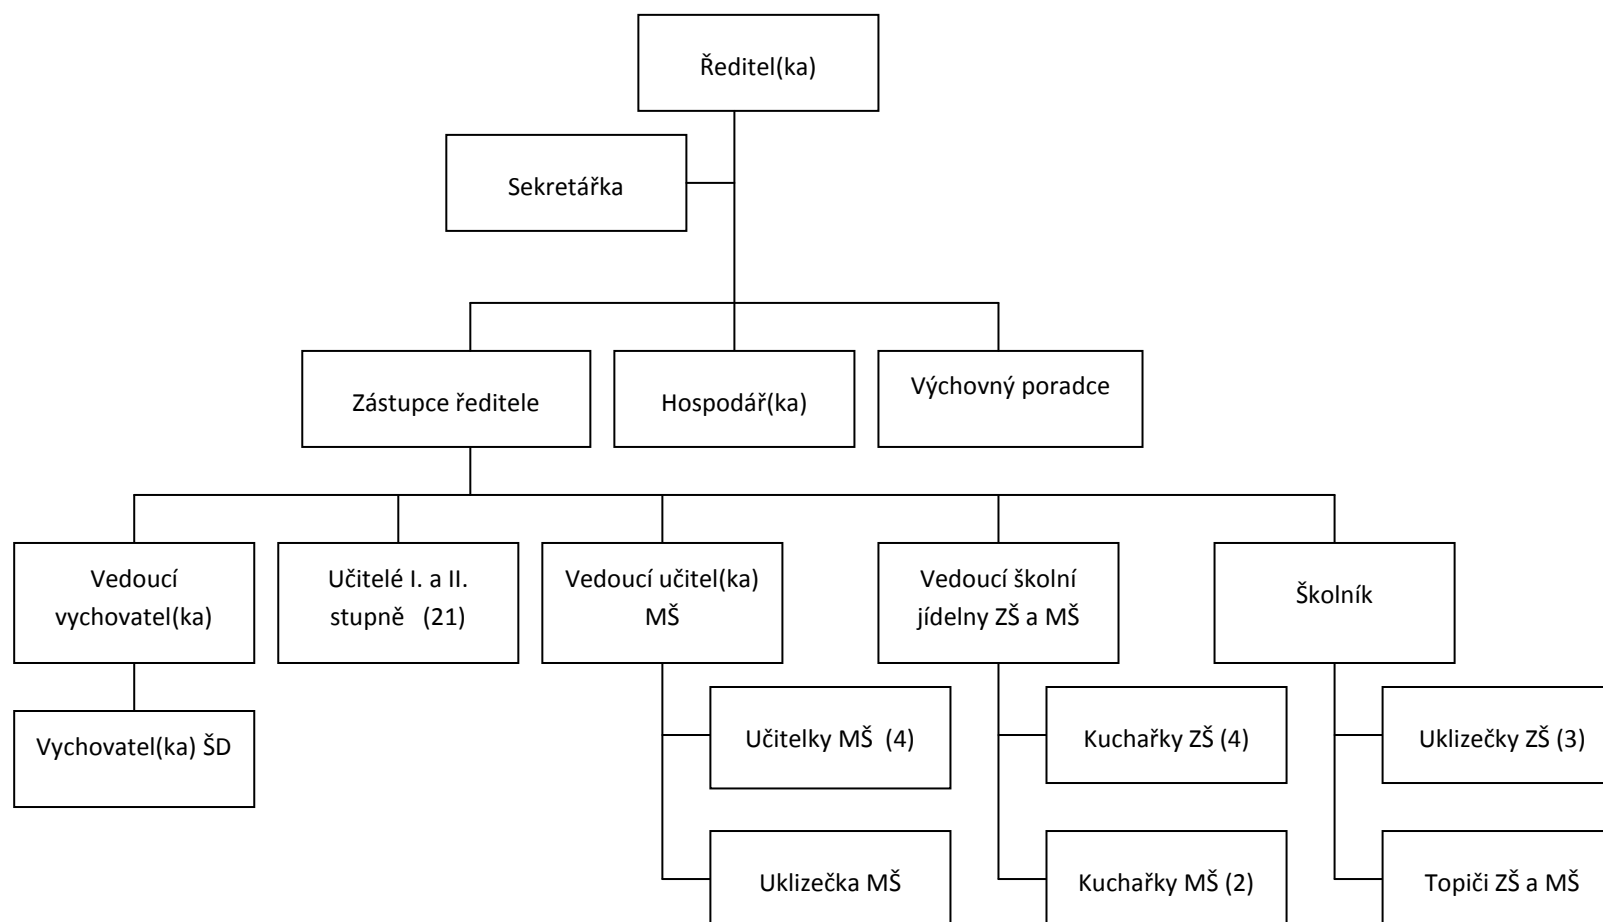 Ředitel(ka)
Sekretářka
Zástupce ředitele
Hospodář(ka)
Výchovný poradce
Vedoucí
vychovatel(ka)
Učitelé I. a II.
stupně (21)
Vedoucí učitel(ka)
MŠ
Vedoucí školní
jídelny ZŠ a MŠ
Školník
Vychovatel(ka) ŠD
Učitelky MŠ (4)
Kuchařky ZŠ (4)
Uklizečky ZŠ (3)
Uklizečka MŠ
Kuchařky MŠ (2)
Topiči ZŠ a MŠ